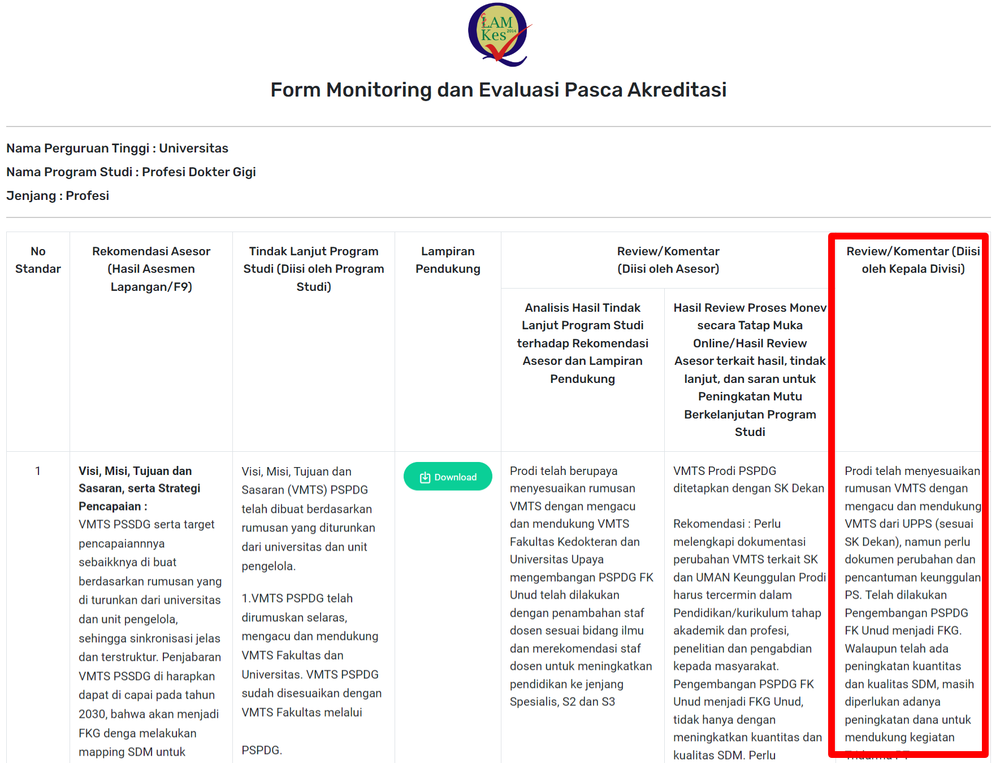 LAM
Kes 2014
Form Monitoring dan Evaluasi Pasca Akreditasi
Nama Perguruan Tinggi : Universitas
Nama Program Studi : Profesi Dokter Gigi
Jenjang : Profesi
No
Standar
Rekomendasi Asesor
(Hasil Asesmen
Lapangan/F9)
Tindak Lanjut Program
Studi (Diisi oleh Program
Studi)
Lampiran
Pendukung
Review/Komentar
(Diisi oleh Asesor)
Analisis Hasil Tindak
Lanjut Program Studi
terhadap Rekomendasi
Asesor dan Lampiran
Pendukung
Hasil Review Proses Monev
secara Tatap Muka
Online/Hasil Review
Asesor terkait hasil, tindak
lanjut, dan saran untuk
Peningkatan Mutu
Berkelanjutan Program
Studi
Review/Komentar (Diisi
oleh Kepala Divisi)
1
Visi, Misi, Tujuan dan
Sasaran, serta Strategi
Pencapaian :
VMTS PSSDG serta target
pencapaiannnya
sebaikknya di buat
berdasarkan rumusan yang
di turunkan dari universitas
dan unit pengelola,
sehingga sinkronisasi jelas
dan terstruktur. Penjabaran
VMTS PSSDG di harapkan
dapat di capai pada tahun
2030, bahwa akan menjadi
FKG denga melakukan
mapping SDM untuk
Visi, Misi, Tujuan dan
Sasaran (VMTS) PSPDG
telah dibuat berdasarkan
rumusan yang diturunkan
dari universitas dan unit
pengelola.
1.VMTS PSPDG telah
dirumuskan selaras,
mengacu dan mendukung
VMTS Fakultas dan
Universitas. VMTS PSPDG
sudah disesuaikan dengan
VMTS Fakultas melalui
PSPDG.
Download
Prodi telah berupaya
menyesuaikan rumusan
VMTS dengan mengacu
dan mendukung VMTS
Fakultas Kedokteran dan
Universitas Upaya
mengembangan PSPDG FK
Unud telah dilakukan
dengan penambahan staf
dosen sesuai bidang ilmu
dan merekomendasi staf
dosen untuk meningkatkan
pendidikan ke jenjang
Spesialis, S2 dan S3
VMTS Prodi PSPDG
ditetapkan dengan SK Dekan
Rekomendasi : Perlu
melengkapi dokumentasi
perubahan VMTS terkait SK
dan UMAN Keunggulan Prodi
harus tercermin dalam
Pendidikan/kurikulum tahap
akademik dan profesi,
penelitian dan pengabdian
kepada masyarakat.
Pengembangan PSPDG FK
Unud menjadi FKG Unud,
tidak hanya dengan
meningkatkan kuantitas dan
kualitas SDM. Perlu
Prodi telah menyesuaikan
rumusan VMTS dengan
mengacu dan mendukung
VMTS dari UPPS (sesuai
SK Dekan), namun perlu
dokumen perubahan dan
pencantuman keunggulan
PS. Telah dilakukan
Pengembangan PSPDG
FK Unud menjadi FKG.
Walaupun telah ada
peningkatan kuantitas
dan kualitas SDM, masih
diperlukan adanya
peningkatan dana untuk
mendukung kegiatan